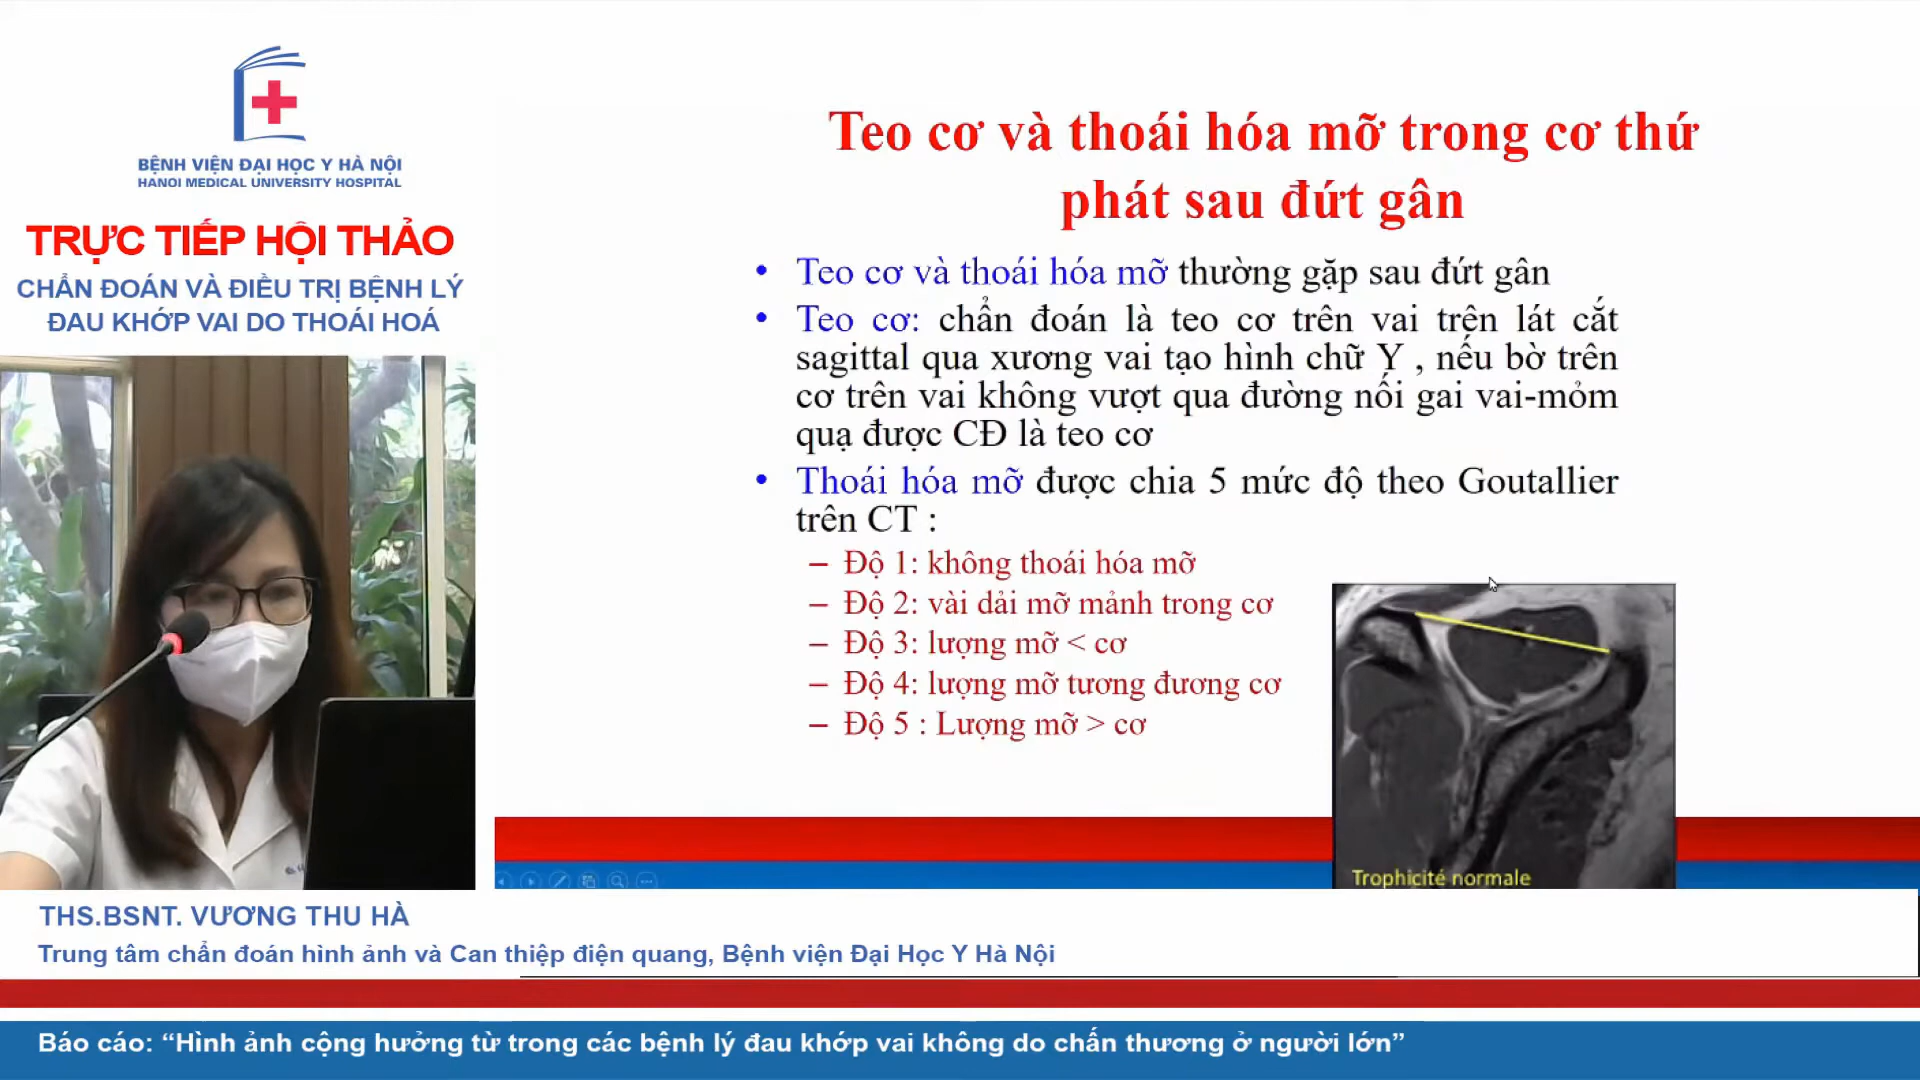 BỆNH VIỆN ĐẠI HỌC Y HÀ NỘI
HANOI MEDICAL UNIVERSITY HOSPITAL
TRỰC TIẾP HỘI THẢO
CHẨN ĐOÁN VÀ ĐIỀU TRỊ BỆNH LÝ
ĐAU KHỚP VAI DO THOÁI HOÁ
Teo cơ và thoái hóa mỡ trong cơ thứ
phát sau đứt gân
• Teo cơ và thoái hóa mỡ thường gặp sau đứt gân
• Teo cơ: chẩn đoán là teo cơ trên vai trên lát cắt
sagittal qua xương vai tạo hình chữ Y , nếu bờ trên
cơ trên vai không vượt qua đường nối gai vai-mỏm
quạ được CĐ là teo cơ
• Thoái hóa mỡ được chia 5 mức độ theo Goutallier
trên CT :
– Độ 1: không thoái hóa mỡ
– Độ 2: vài dải mỡ mảnh trong cơ
– Độ 3: lượng mỡ < cơ
– Độ 4: lượng mỡ tương đương cơ
– Độ 5 : Lượng mỡ > cơ
Trophicité normale
THS.BSNT. VƯƠNG THU HÀ
Trung tâm chẩn đoán hình ảnh và Can thiệp điện quang, Bệnh viện Đại Học Y Hà Nội
Báo cáo: “Hình ảnh cộng hưởng từ trong các bệnh lý đau khớp vai không do chấn thương ở người lớn”